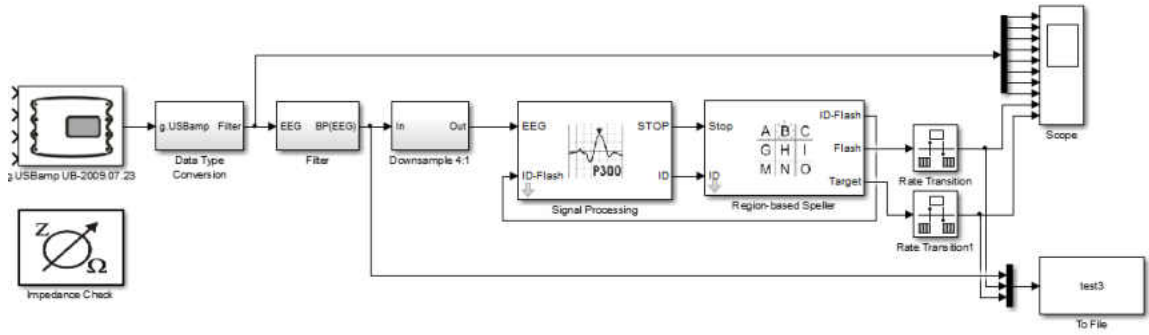 g.USBamp UB-2009.07.23
g.USBamp Filter
Data Type
Conversion
EEG BP(EEG)
Filter
In Out
Downsample 4:1
EEG STOP
ID-Flash ID
P300
Signal Processing
Stop ID-Flash
Flash
ID Target
A B C
G H I
M N O
Region-based Speller
Rate Transition
Rate Transition1
Scope
Z
Ω
Impedance Check
test3
To File